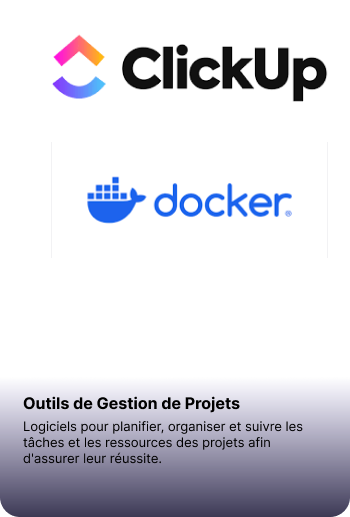 ClickUp
docker®
Outils de Gestion de Projets
Logiciels pour planifier, organiser et suivre les
tâches et les ressources des projets afin
d'assurer leur réussite.